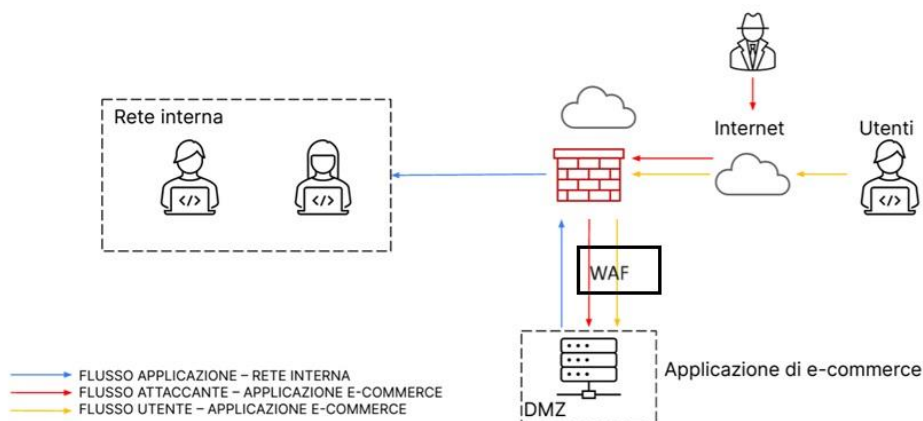 Rete interna
</>
</>
Internet
Utenti
</>
WAF
Applicazione di e-commerce
DMZ
FLUSSO APPLICAZIONE – RETE INTERNA
FLUSSO ATTACCANTE – APPLICAZIONE E-COMMERCE
FLUSSO UTENTE – APPLICAZIONE E-COMMERCE